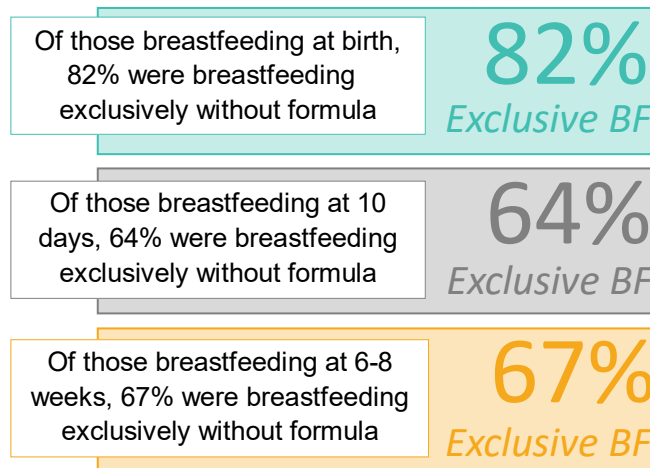 Of those breastfeeding at birth,
82% were breastfeeding
exclusively without formula
82%
Exclusive BF
Of those breastfeeding at 10
days, 64% were breastfeeding
exclusively without formula
64%
Exclusive BF
Of those breastfeeding at 6-8
weeks, 67% were breastfeeding
exclusively without formula
67%
Exclusive BF